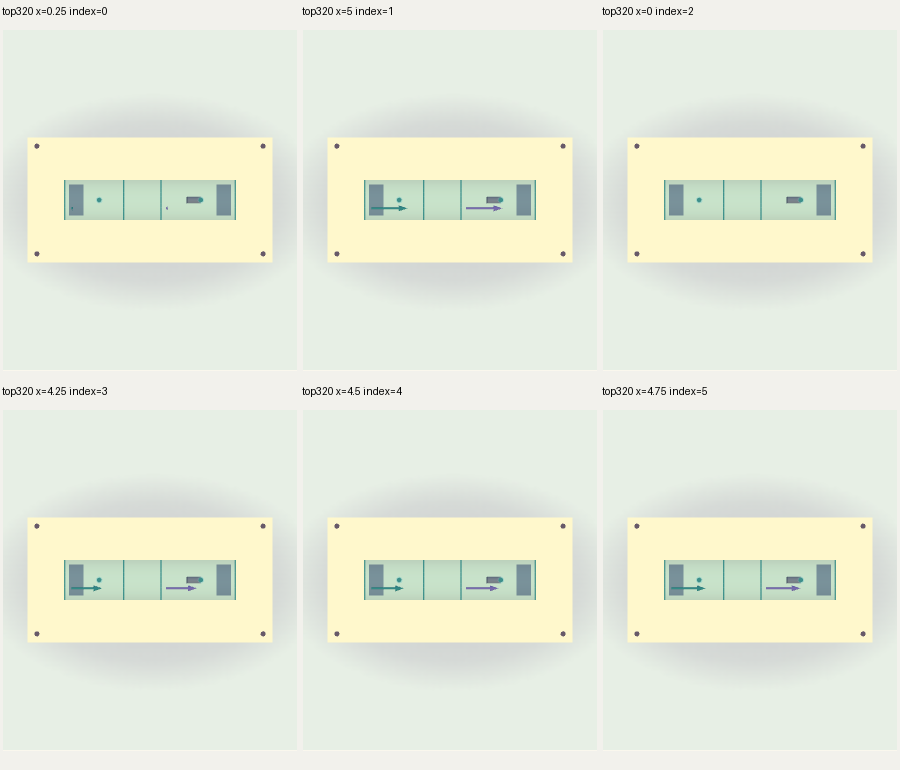 top320 x=0.25 index=0
top320 x=5 index=1
top320 x=0 index=2
top320 x=4.25 index=3
top320 x=4.5 index=4
top320 x=4.75 index=5